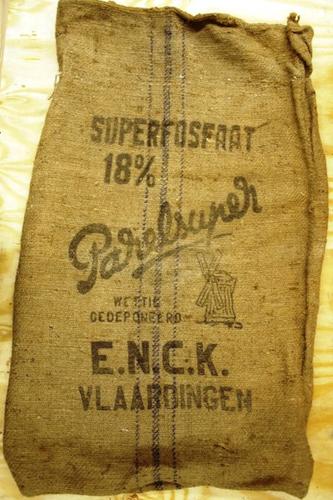 SUPERFOSFAAT
18%
Parelsuper
WETTIG
GEDEPONEERD
E.N.C.K.
VLAARDINGEN